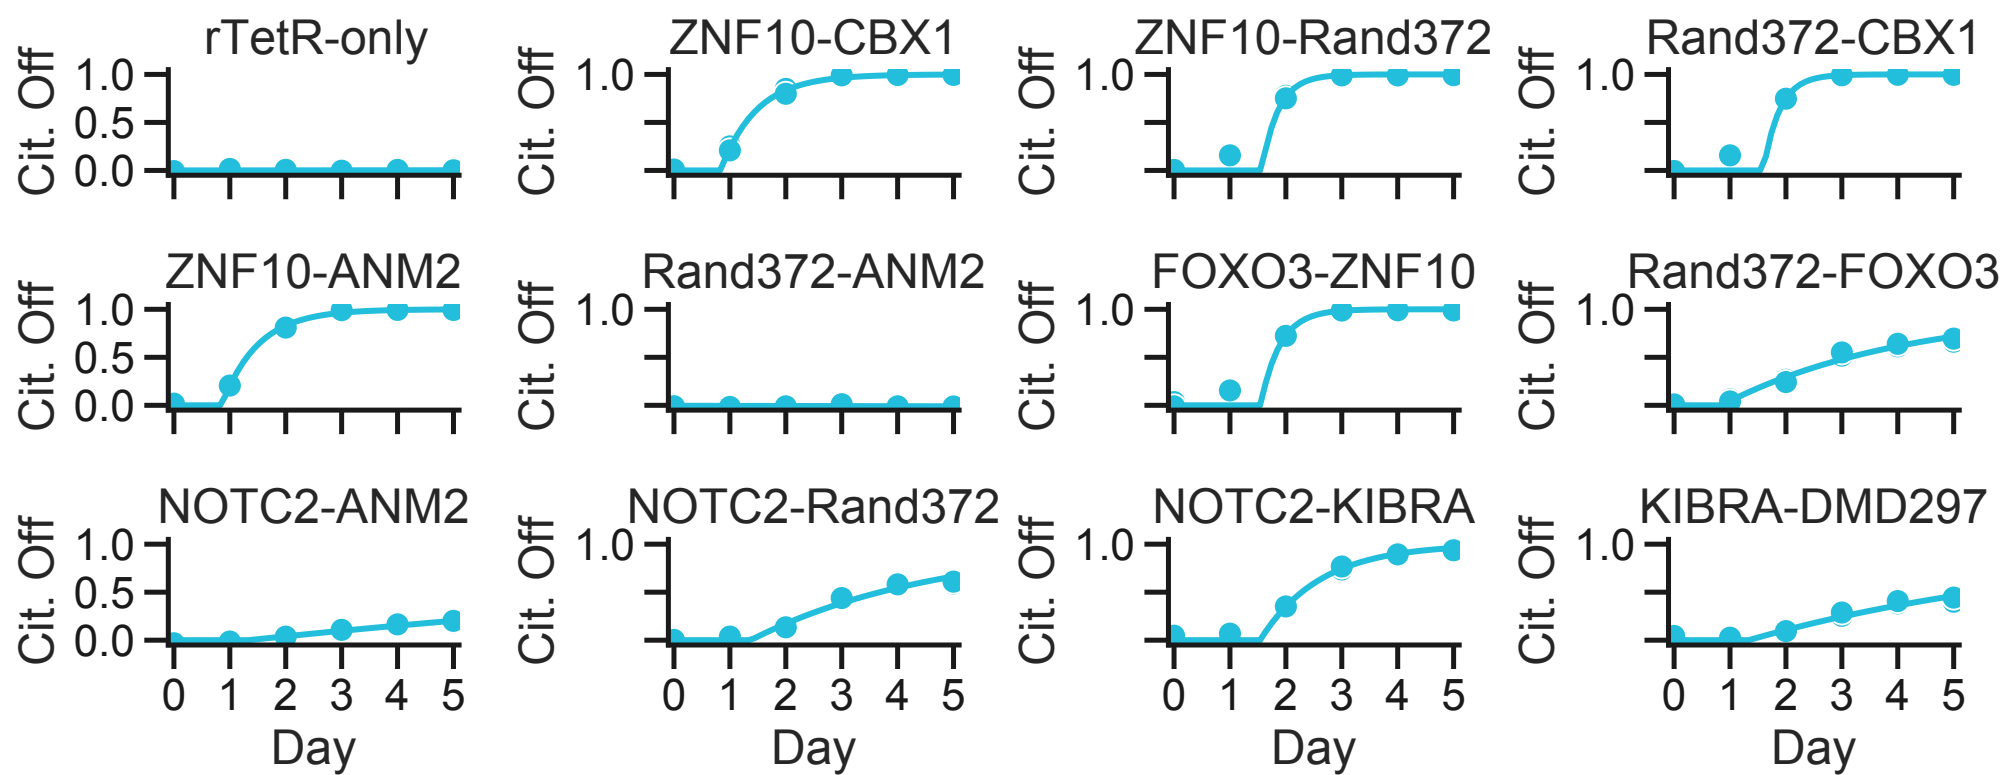 rTetR-only ZNF10-CBX1 ZNF10-Rand372 Rand372-CBX1
Cit. Off 1.0 0.5 0.0 Cit. Off 1.0 Cit. Off 1.0 Cit. Off 1.0
ZNF10-ANM2 Rand372-ANM2 FOXO3-ZNF10 Rand372-FOXO3
Cit. Off 1.0 0.5 0.0 Cit. Off 1.0 Cit. Off 1.0 Cit. Off 1.0
NOTC2-ANM2 NOTC2-Rand372 NOTC2-KIBRA KIBRA-DMD297
Cit. Off 1.0 0.5 0.0 Cit. Off 1.0 Cit. Off 1.0 Cit. Off 1.0
0 1 2 3 4 5 0 1 2 3 4 5 0 1 2 3 4 5 0 1 2 3 4 5
Day Day Day Day